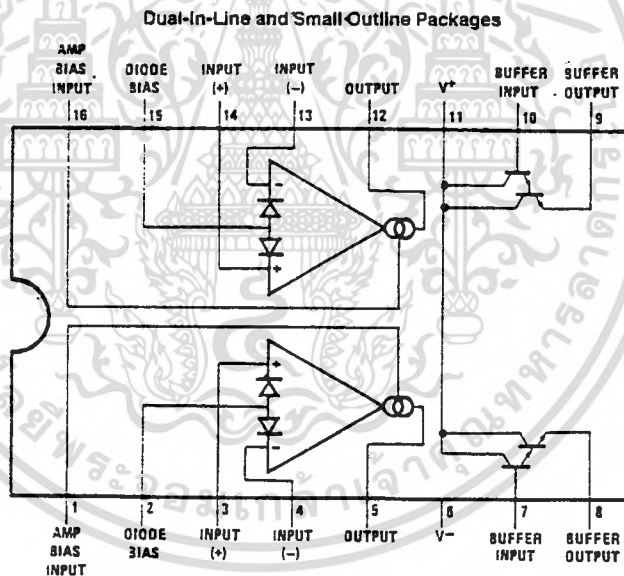 Dual-In-Line and Small Outline Packages
AMP BIAS INPUT
DIODE BIAS
INPUT (+)
INPUT (−)
OUTPUT
V+
BUFFER INPUT
BUFFER OUTPUT
16 15 14 13 12 11 10 9
−
+
+
−
1 2 3 4 5 6 7 8
AMP BIAS INPUT
DIODE BIAS
INPUT (+)
INPUT (−)
OUTPUT
V−
BUFFER INPUT
BUFFER OUTPUT